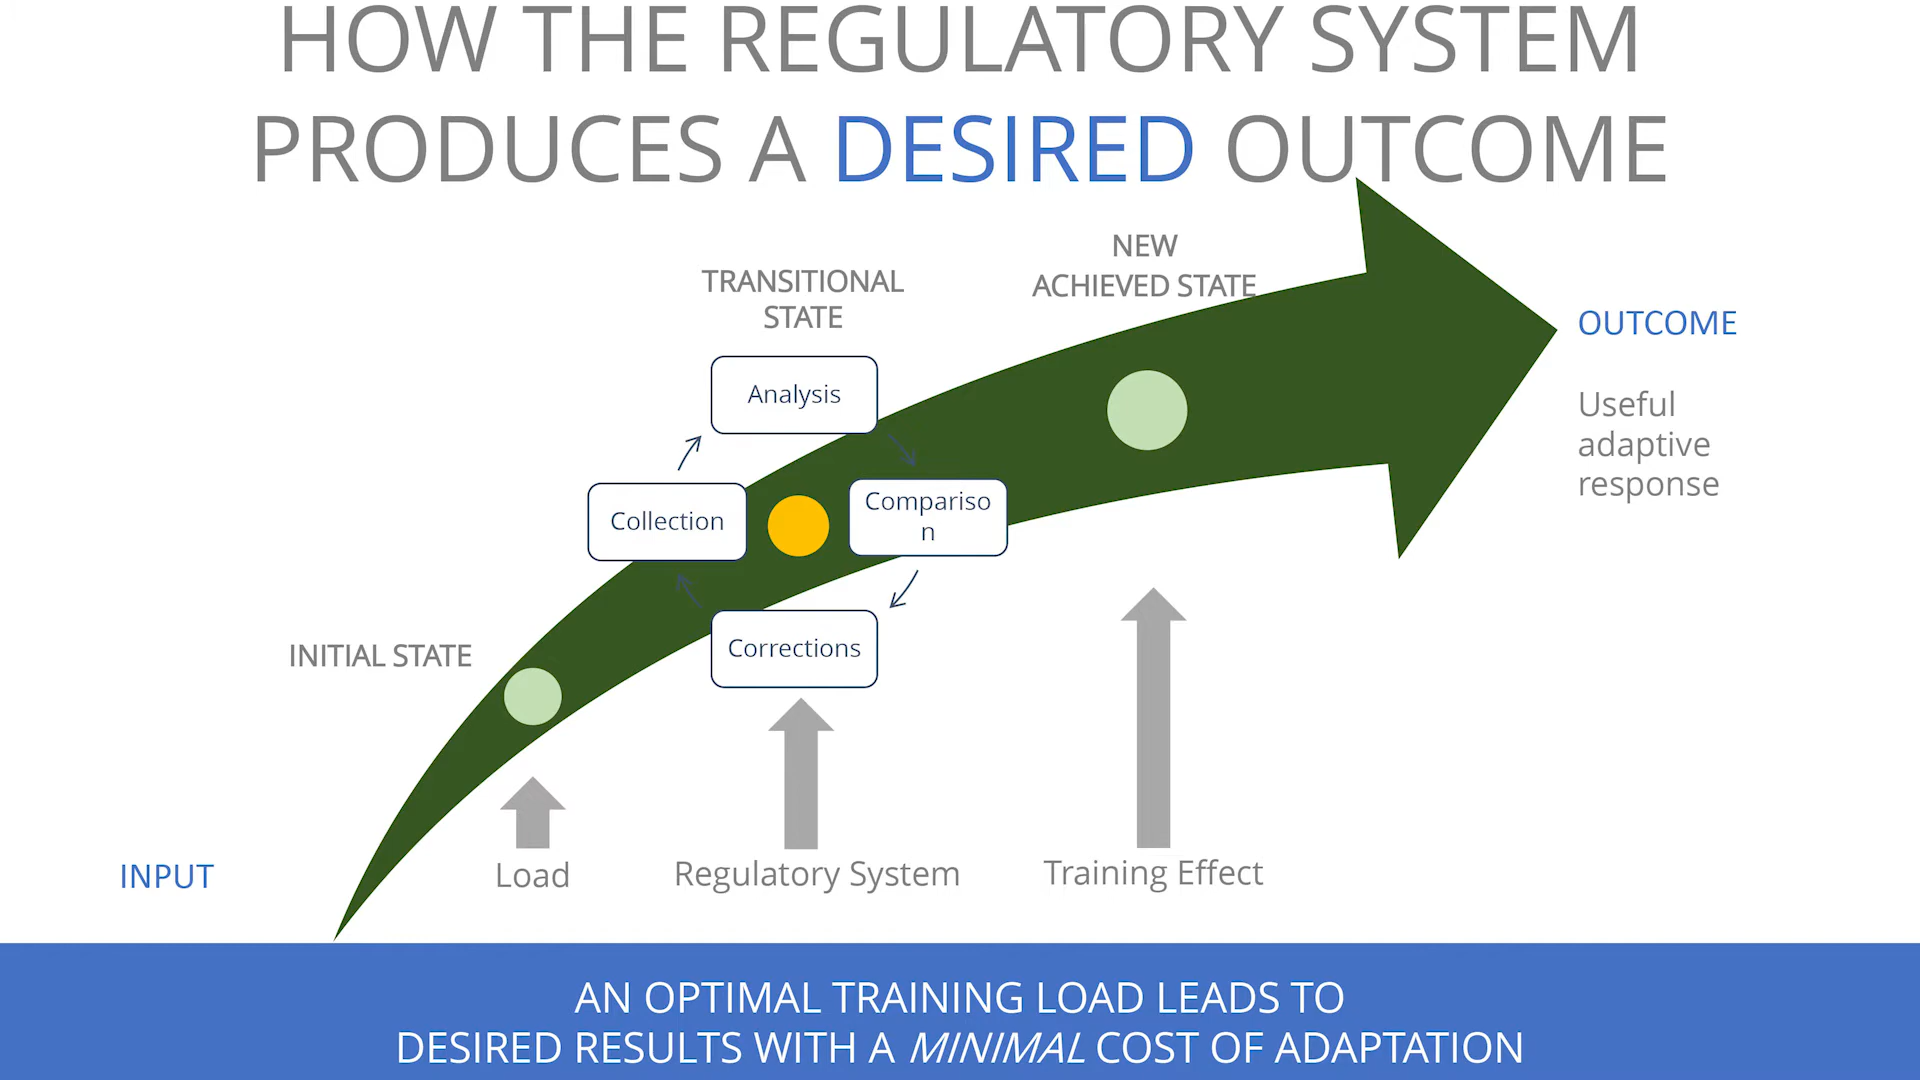 HOW THE REGULATORY SYSTEM
PRODUCES A DESIRED OUTCOME
NEW
ACHIEVED STATE
TRANSITIONAL
STATE
OUTCOME
Useful
adaptive
response
Analysis
Collection
Compariso
n
Corrections
INITIAL STATE
INPUT
Load
Regulatory System
Training Effect
AN OPTIMAL TRAINING LOAD LEADS TO
DESIRED RESULTS WITH A MINIMAL COST OF ADAPTATION